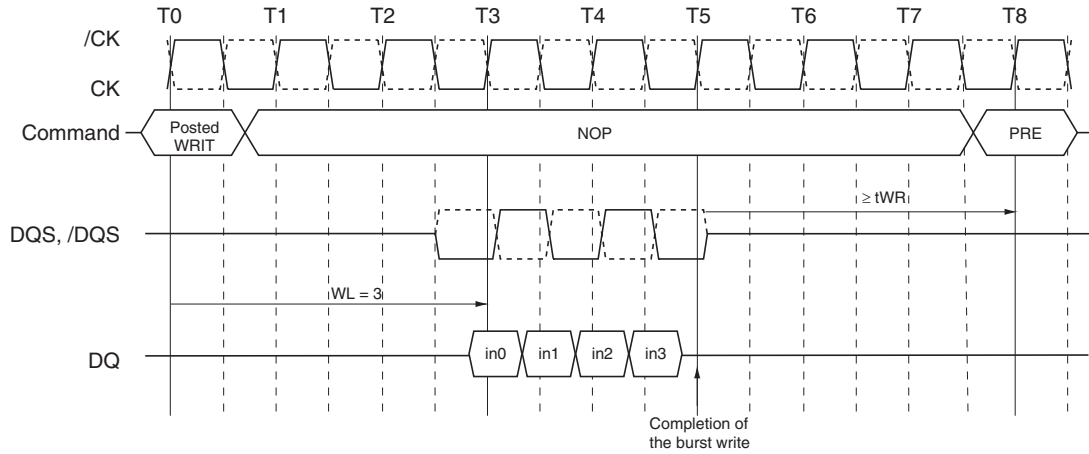 T0 T1 T2 T3 T4 T5 T6 T7 T8
/CK
CK
Command
Posted
WRIT
NOP
PRE
≥ tWR
DQS, /DQS
WL = 3
DQ
in0 in1 in2 in3
Completion of
the burst write